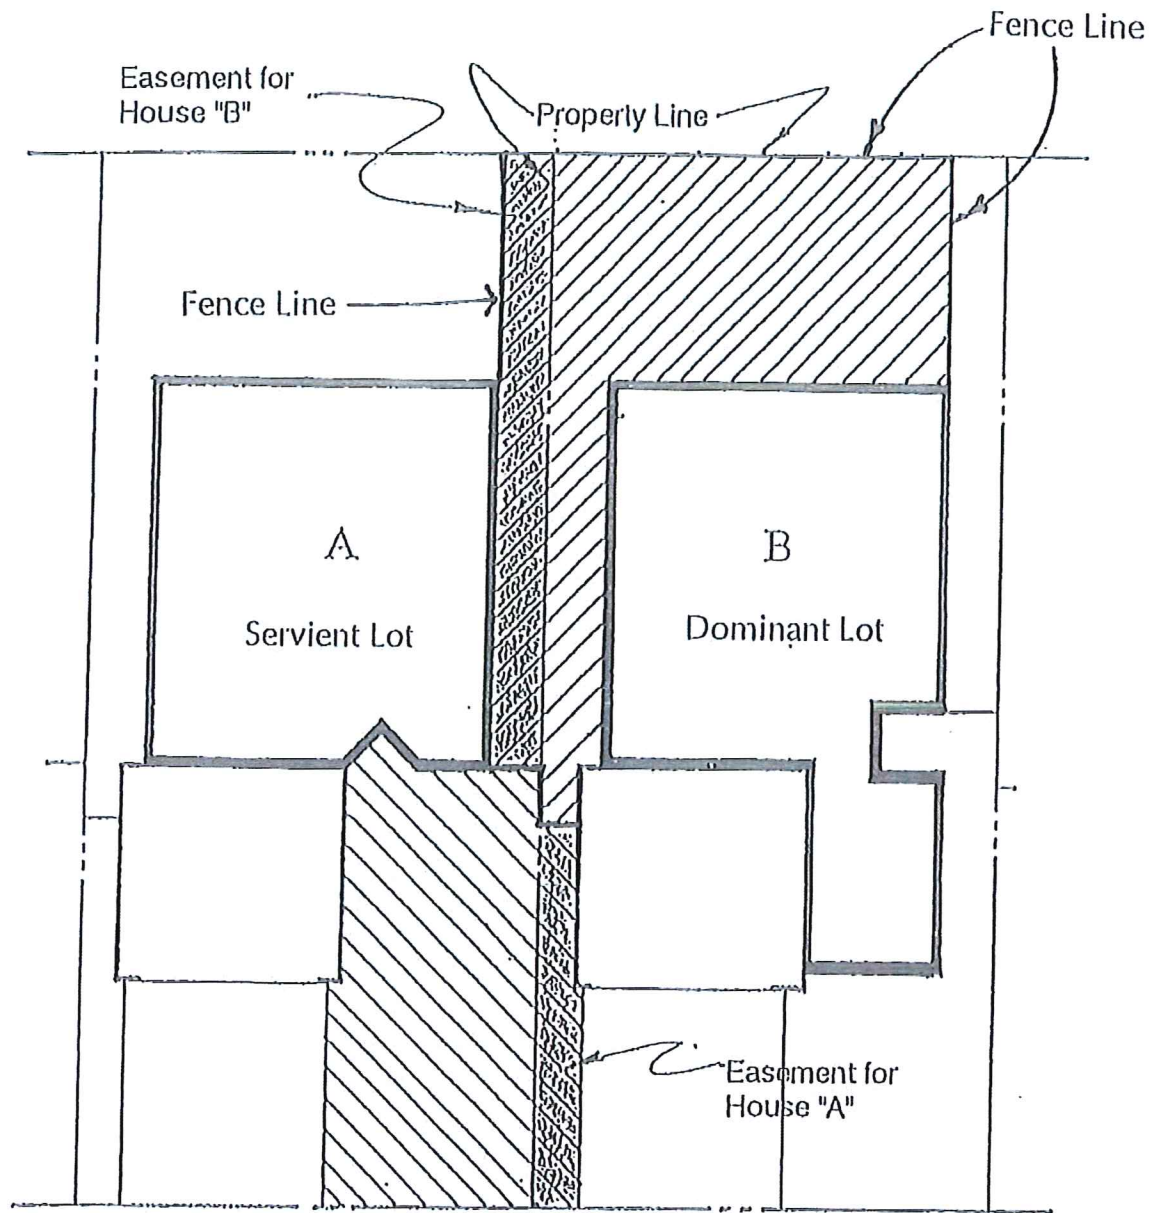 Fence Line
Easement for
House "B"
Properly Line
Fence Line
A
B
Servient Lot
Dominant Lot
Easement for
House "A"